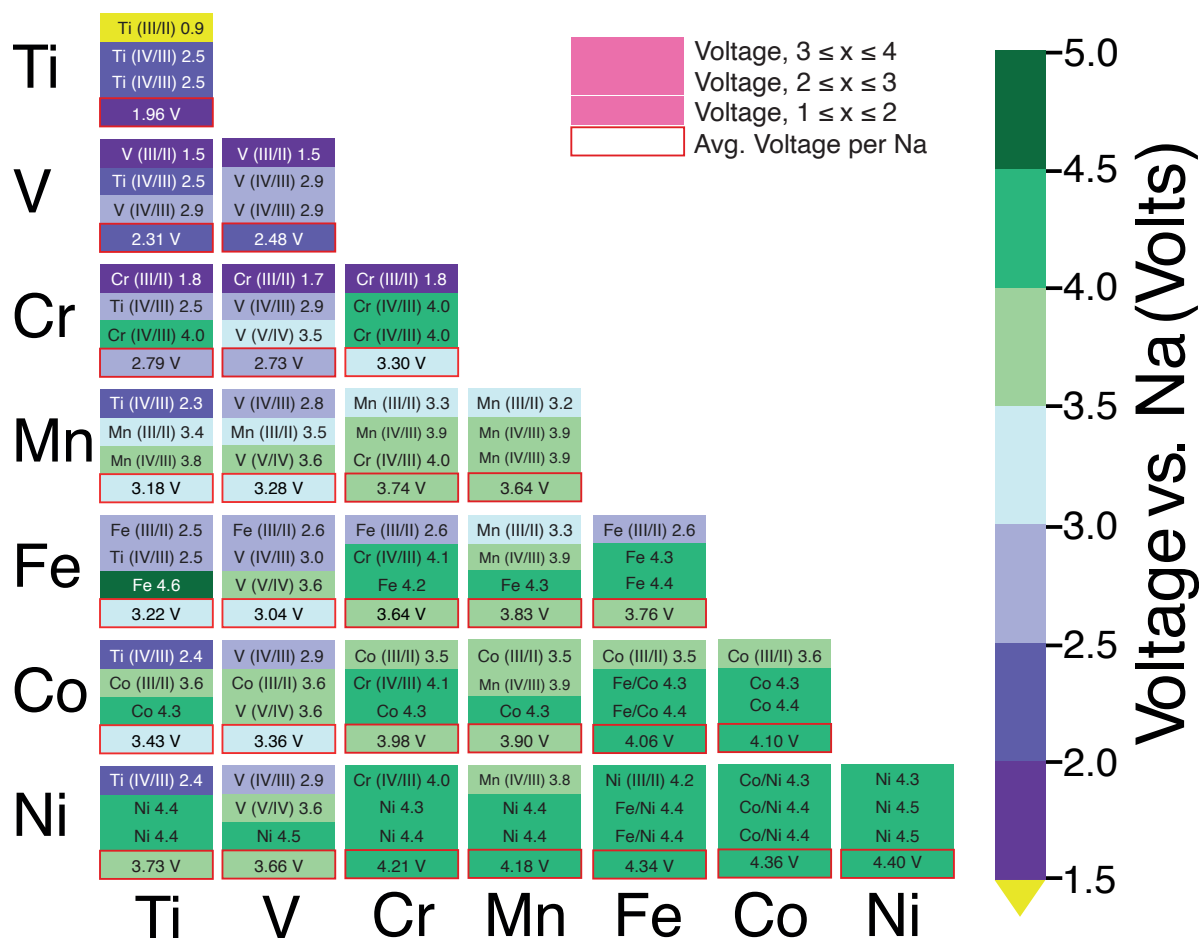 Ti
Ti (III/II) 0.9
Ti (IV/III) 2.5
Ti (IV/III) 2.5
1.96 V
Voltage, 3 ≤ x ≤ 4
Voltage, 2 ≤ x ≤ 3
Voltage, 1 ≤ x ≤ 2
Avg. Voltage per Na
V
V (III/II) 1.5 V (III/II) 1.5
Ti (IV/III) 2.5 V (IV/III) 2.9
V (IV/III) 2.9 V (IV/III) 2.9
2.31 V 2.48 V
Cr
Cr (III/II) 1.8 Cr (III/II) 1.7 Cr (III/II) 1.8
Ti (IV/III) 2.5 V (IV/III) 2.9 Cr (IV/III) 4.0
Cr (IV/III) 4.0 V (V/IV) 3.5 Cr (IV/III) 4.0
2.79 V 2.73 V 3.30 V
Mn
Ti (IV/III) 2.3 V (IV/III) 2.8 Mn (III/II) 3.3 Mn (III/II) 3.2
Mn (III/II) 3.4 Mn (III/II) 3.5 Mn (IV/III) 3.9 Mn (IV/III) 3.9
Mn (IV/III) 3.8 V (V/IV) 3.6 Cr (IV/III) 4.0 Mn (IV/III) 3.9
3.18 V 3.28 V 3.74 V 3.64 V
Fe
Fe (III/II) 2.5 Fe (III/II) 2.6 Fe (III/II) 2.6 Mn (III/II) 3.3 Fe (III/II) 2.6
Ti (IV/III) 2.5 V (IV/III) 3.0 Cr (IV/III) 4.1 Mn (IV/III) 3.9 Fe 4.3
Fe 4.6 V (V/IV) 3.6 Fe 4.2 Fe 4.3 Fe 4.4
3.22 V 3.04 V 3.64 V 3.83 V 3.76 V
Co
Ti (IV/III) 2.4 V (IV/III) 2.9 Co (III/II) 3.5 Co (III/II) 3.5 Co (III/II) 3.5 Co (III/II) 3.6
Co (III/II) 3.6 Co (III/II) 3.6 Cr (IV/III) 4.1 Mn (IV/III) 3.9 Fe/Co 4.3 Co 4.3
Co 4.3 V (V/IV) 3.6 Co 4.3 Co 4.3 Fe/Co 4.4 Co 4.4
3.43 V 3.36 V 3.98 V 3.90 V 4.06 V 4.10 V
Ni
Ti (IV/III) 2.4 V (IV/III) 2.9 Cr (IV/III) 4.0 Mn (IV/III) 3.8 Ni (III/II) 4.2 Co/Ni 4.3 Ni 4.3
Ni 4.4 V (V/IV) 3.6 Ni 4.3 Ni 4.4 Fe/Ni 4.4 Co/Ni 4.4 Ni 4.5
Ni 4.4 Ni 4.5 Ni 4.4 Ni 4.4 Fe/Ni 4.4 Co/Ni 4.4 Ni 4.5
3.73 V 3.66 V 4.21 V 4.18 V 4.34 V 4.36 V 4.40 V
Ti V Cr Mn Fe Co Ni
5.0
4.5
4.0
3.5
3.0
2.5
2.0
1.5
Voltage vs. Na (Volts)